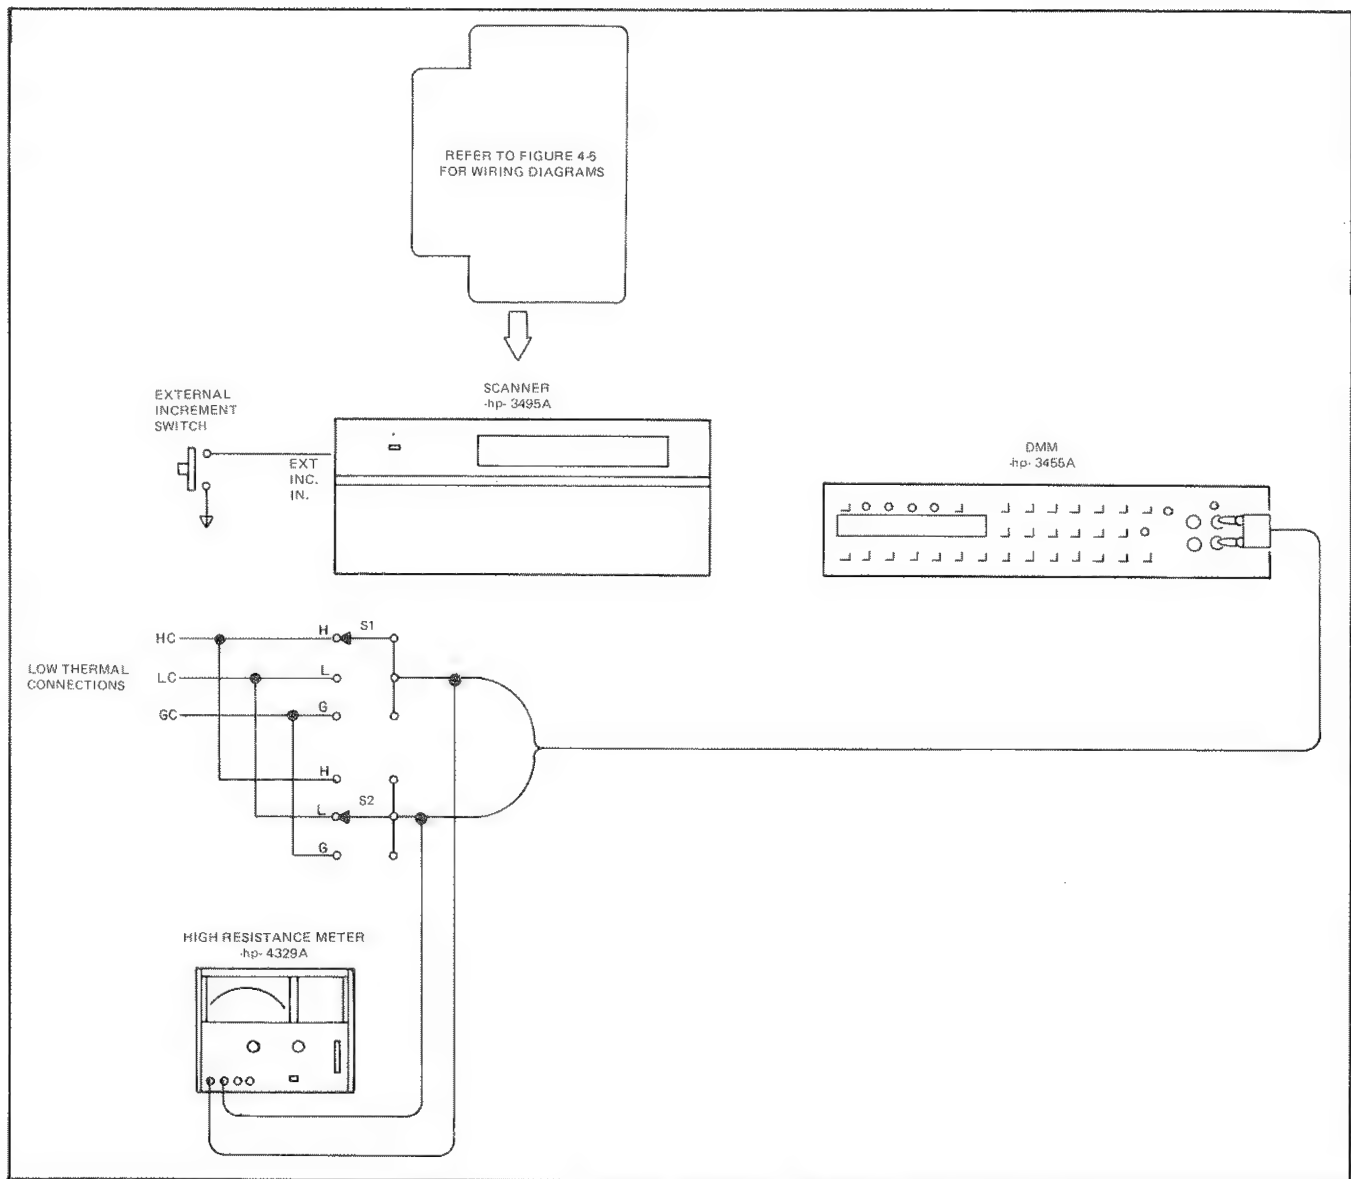 REFER TO FIGURE 4-6
FOR WIRING DIAGRAMS
SCANNER
-hp- 3495A
EXTERNAL
INCREMENT
SWITCH
EXT
INC.
IN.
DMM
-hp- 3455A
HC
H
S1
LOW THERMAL
CONNECTIONS
LC
L
GC
G
H
L
S2
G
HIGH RESISTANCE METER
-hp- 4329A